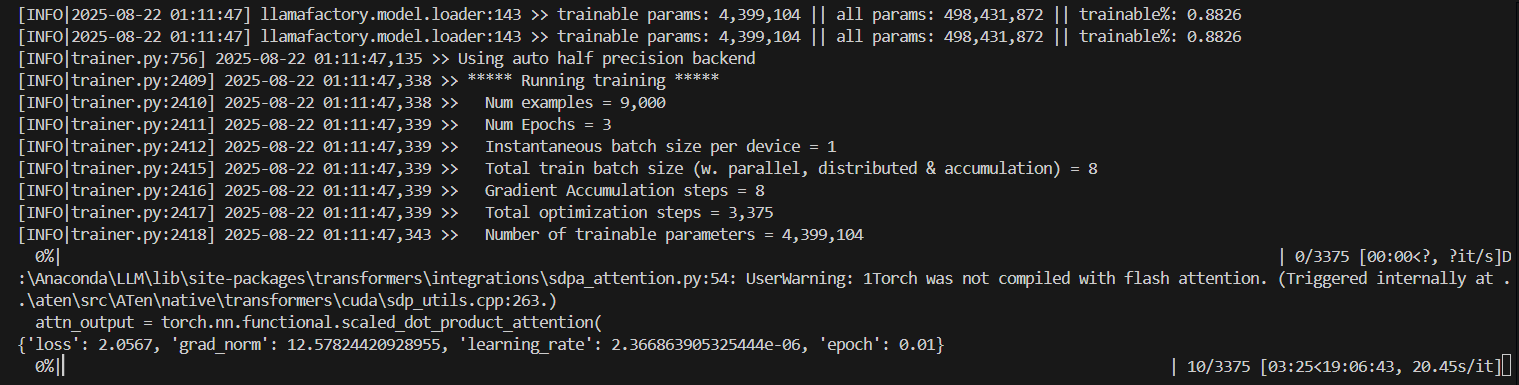 [INFO|2025-08-22 01:11:47] llamafactory.model.loader:143 >> trainable params: 4,399,104 || all params: 498,431,872 || trainable%: 0.8826
[INFO|2025-08-22 01:11:47] llamafactory.model.loader:143 >> trainable params: 4,399,104 || all params: 498,431,872 || trainable%: 0.8826
[INFO|trainer.py:756] 2025-08-22 01:11:47,135 >> Using auto half precision backend
[INFO|trainer.py:2409] 2025-08-22 01:11:47,338 >> ***** Running training *****
[INFO|trainer.py:2410] 2025-08-22 01:11:47,338 >>   Num examples = 9,000
[INFO|trainer.py:2411] 2025-08-22 01:11:47,339 >>   Num Epochs = 3
[INFO|trainer.py:2412] 2025-08-22 01:11:47,339 >>   Instantaneous batch size per device = 1
[INFO|trainer.py:2415] 2025-08-22 01:11:47,339 >>   Total train batch size (w. parallel, distributed & accumulation) = 8
[INFO|trainer.py:2416] 2025-08-22 01:11:47,339 >>   Gradient Accumulation steps = 8
[INFO|trainer.py:2417] 2025-08-22 01:11:47,339 >>   Total optimization steps = 3,375
[INFO|trainer.py:2418] 2025-08-22 01:11:47,343 >>   Number of trainable parameters = 4,399,104
  0%| | 0/3375 [00:00<?, ?it/s]D
:\Anaconda\LLM\lib\site-packages\transformers\integrations\sdpa_attention.py:54: UserWarning: 1Torch was not compiled with flash attention. (Triggered internally at .
.\aten\src\ATen\native\transformers\cuda\sdp_utils.cpp:263.)
  attn_output = torch.nn.functional.scaled_dot_product_attention(
{'loss': 2.0567, 'grad_norm': 12.57824420928955, 'learning_rate': 2.366863905325444e-06, 'epoch': 0.01}
  0%| | 10/3375 [03:25<19:06:43, 20.45s/it]